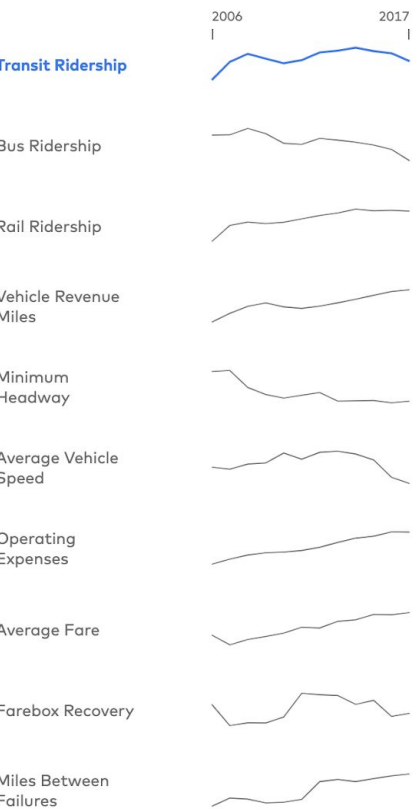 2006 2017
Transit Ridership
Bus Ridership
Rail Ridership
Vehicle Revenue
Miles
Minimum
Headway
Average Vehicle
Speed
Operating
Expenses
Average Fare
Farebox Recovery
Miles Between
Failures